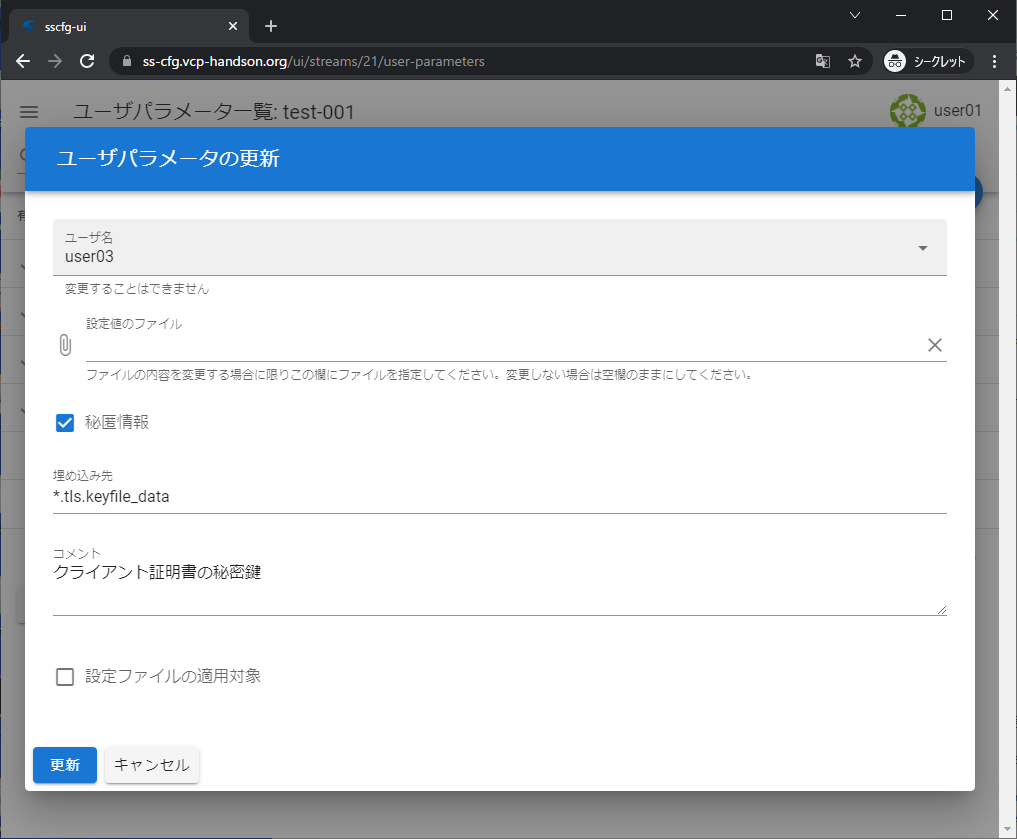 sscfg-ui
ss-cfg.vcp-handson.org/ui/streams/21/user-parameters
シークレット
ユーザパラメータ一覧: test-001
user01
ユーザパラメータの更新
有
ユーザ名
user03
変更することはできません
設定値のファイル
ファイルの内容を変更する場合に限りこの欄にファイルを指定してください。変更しない場合は空欄のままにしてください。
秘匿情報
埋め込み先
*.tls.keyfile_data
コメント
クライアント証明書の秘密鍵
設定ファイルの適用対象
更新
キャンセル